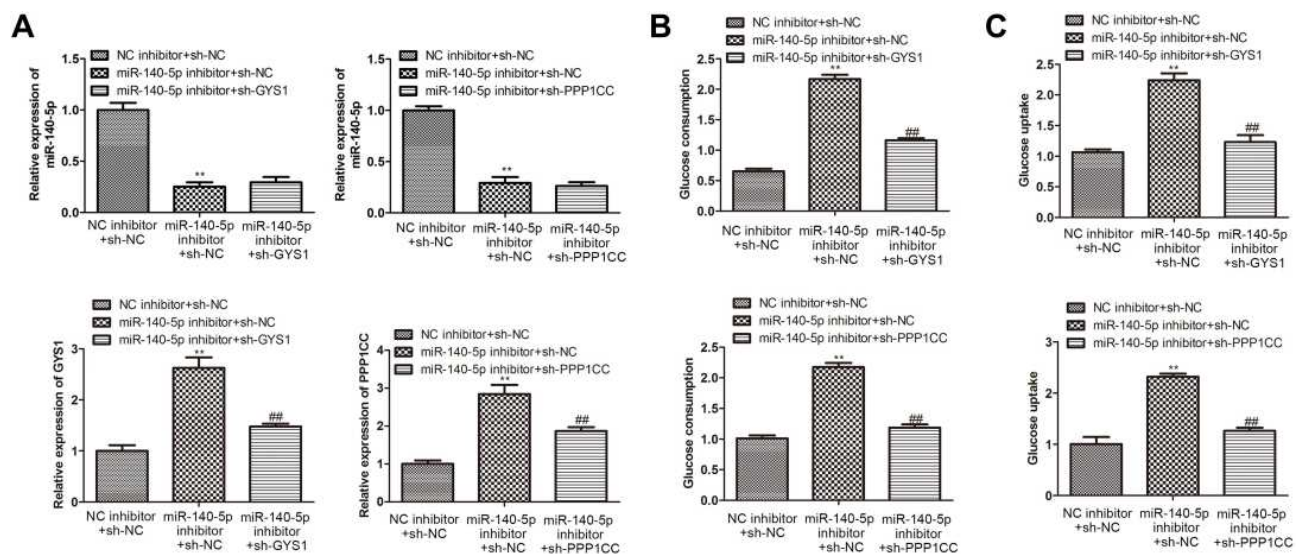 A
NC inhibitor+sh-NC
miR-140-5p inhibitor+sh-NC
miR-140-5p inhibitor+sh-GYS1
Relative expression of
miR-140-5p
1.5
1.0
0.5
0.0
**
NC inhibitor
+sh-NC
miR-140-5p
inhibitor
+sh-NC
miR-140-5p
inhibitor
+sh-GYS1
NC inhibitor+sh-NC
miR-140-5p inhibitor+sh-NC
miR-140-5p inhibitor+sh-PPP1CC
Relative expression of
miR-140-5p
1.5
1.0
0.5
0.0
**
NC inhibitor
+sh-NC
miR-140-5p
inhibitor
+sh-NC
miR-140-5p
inhibitor
+sh-PPP1CC
NC inhibitor+sh-NC
miR-140-5p inhibitor+sh-NC
miR-140-5p inhibitor+sh-GYS1
Relative expression of GYS1
3
2
1
0
**
##
NC inhibitor
+sh-NC
miR-140-5p
inhibitor
+sh-NC
miR-140-5p
inhibitor
+sh-GYS1
NC inhibitor+sh-NC
miR-140-5p inhibitor+sh-NC
miR-140-5p inhibitor+sh-PPP1CC
Relative expression of PPP1CC
4
3
2
1
0
**
##
NC inhibitor
+sh-NC
miR-140-5p
inhibitor
+sh-NC
miR-140-5p
inhibitor
+sh-PPP1CC
B
NC inhibitor+sh-NC
miR-140-5p inhibitor+sh-NC
miR-140-5p inhibitor+sh-GYS1
Glucose consumption
2.5
2.0
1.5
1.0
0.5
0.0
**
##
NC inhibitor
+sh-NC
miR-140-5p
inhibitor
+sh-NC
miR-140-5p
inhibitor
+sh-GYS1
NC inhibitor+sh-NC
miR-140-5p inhibitor+sh-NC
miR-140-5p inhibitor+sh-PPP1CC
Glucose consumption
2.5
2.0
1.5
1.0
0.5
0.0
**
##
NC inhibitor
+sh-NC
miR-140-5p
inhibitor
+sh-NC
miR-140-5p
inhibitor
+sh-PPP1CC
C
NC inhibitor+sh-NC
miR-140-5p inhibitor+sh-NC
miR-140-5p inhibitor+sh-GYS1
Glucose uptake
2.5
2.0
1.5
1.0
0.5
0.0
**
##
NC inhibitor
+sh-NC
miR-140-5p
inhibitor
+sh-NC
miR-140-5p
inhibitor
+sh-GYS1
NC inhibitor+sh-NC
miR-140-5p inhibitor+sh-NC
miR-140-5p inhibitor+sh-PPP1CC
Glucose uptake
3
2
1
0
**
##
NC inhibitor
+sh-NC
miR-140-5p
inhibitor
+sh-NC
miR-140-5p
inhibitor
+sh-PPP1CC